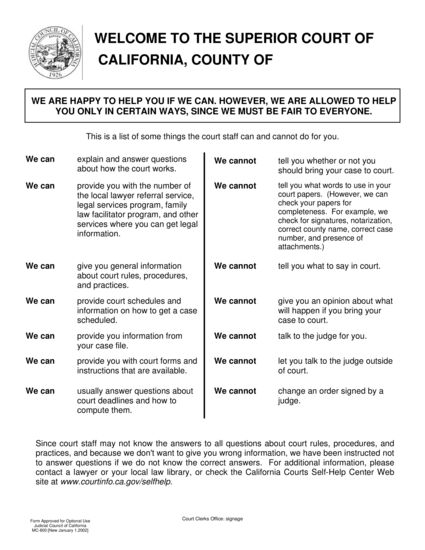 JUDICIAL COUNCIL OF CALIFORNIA
1926
WELCOME TO THE SUPERIOR COURT OF
CALIFORNIA, COUNTY OF
WE ARE HAPPY TO HELP YOU IF WE CAN. HOWEVER, WE ARE ALLOWED TO HELP
YOU ONLY IN CERTAIN WAYS, SINCE WE MUST BE FAIR TO EVERYONE.
This is a list of some things the court staff can and cannot do for you.
We can
explain and answer questions
about how the court works.
We cannot
tell you whether or not you
should bring your case to court.
We can
provide you with the number of
the local lawyer referral service,
legal services program, family
law facilitator program, and other
services where you can get legal
information.
We cannot
tell you what words to use in your
court papers. (However, we can
check your papers for
completeness. For example, we
check for signatures, notarization,
correct county name, correct case
number, and presence of
attachments.)
We can
give you general information
about court rules, procedures,
and practices.
We cannot
tell you what to say in court.
We can
provide court schedules and
information on how to get a case
scheduled.
We cannot
give you an opinion about what
will happen if you bring your
case to court.
We can
provide you information from
your case file.
We cannot
talk to the judge for you.
We can
provide you with court forms and
instructions that are available.
We cannot
let you talk to the judge outside
of court.
We can
usually answer questions about
court deadlines and how to
compute them.
We cannot
change an order signed by a
judge.
Since court staff may not know the answers to all questions about court rules, procedures, and
practices, and because we don't want to give you wrong information, we have been instructed not
to answer questions if we do not know the correct answers. For additional information, please
contact a lawyer or your local law library, or check the California Courts Self-Help Center Web
site at www.courtinfo.ca.gov/selfhelp.
Form Approved for Optional Use
Judicial Council of California
MC-800 [New January 1,2002]
Court Clerks Office: signage